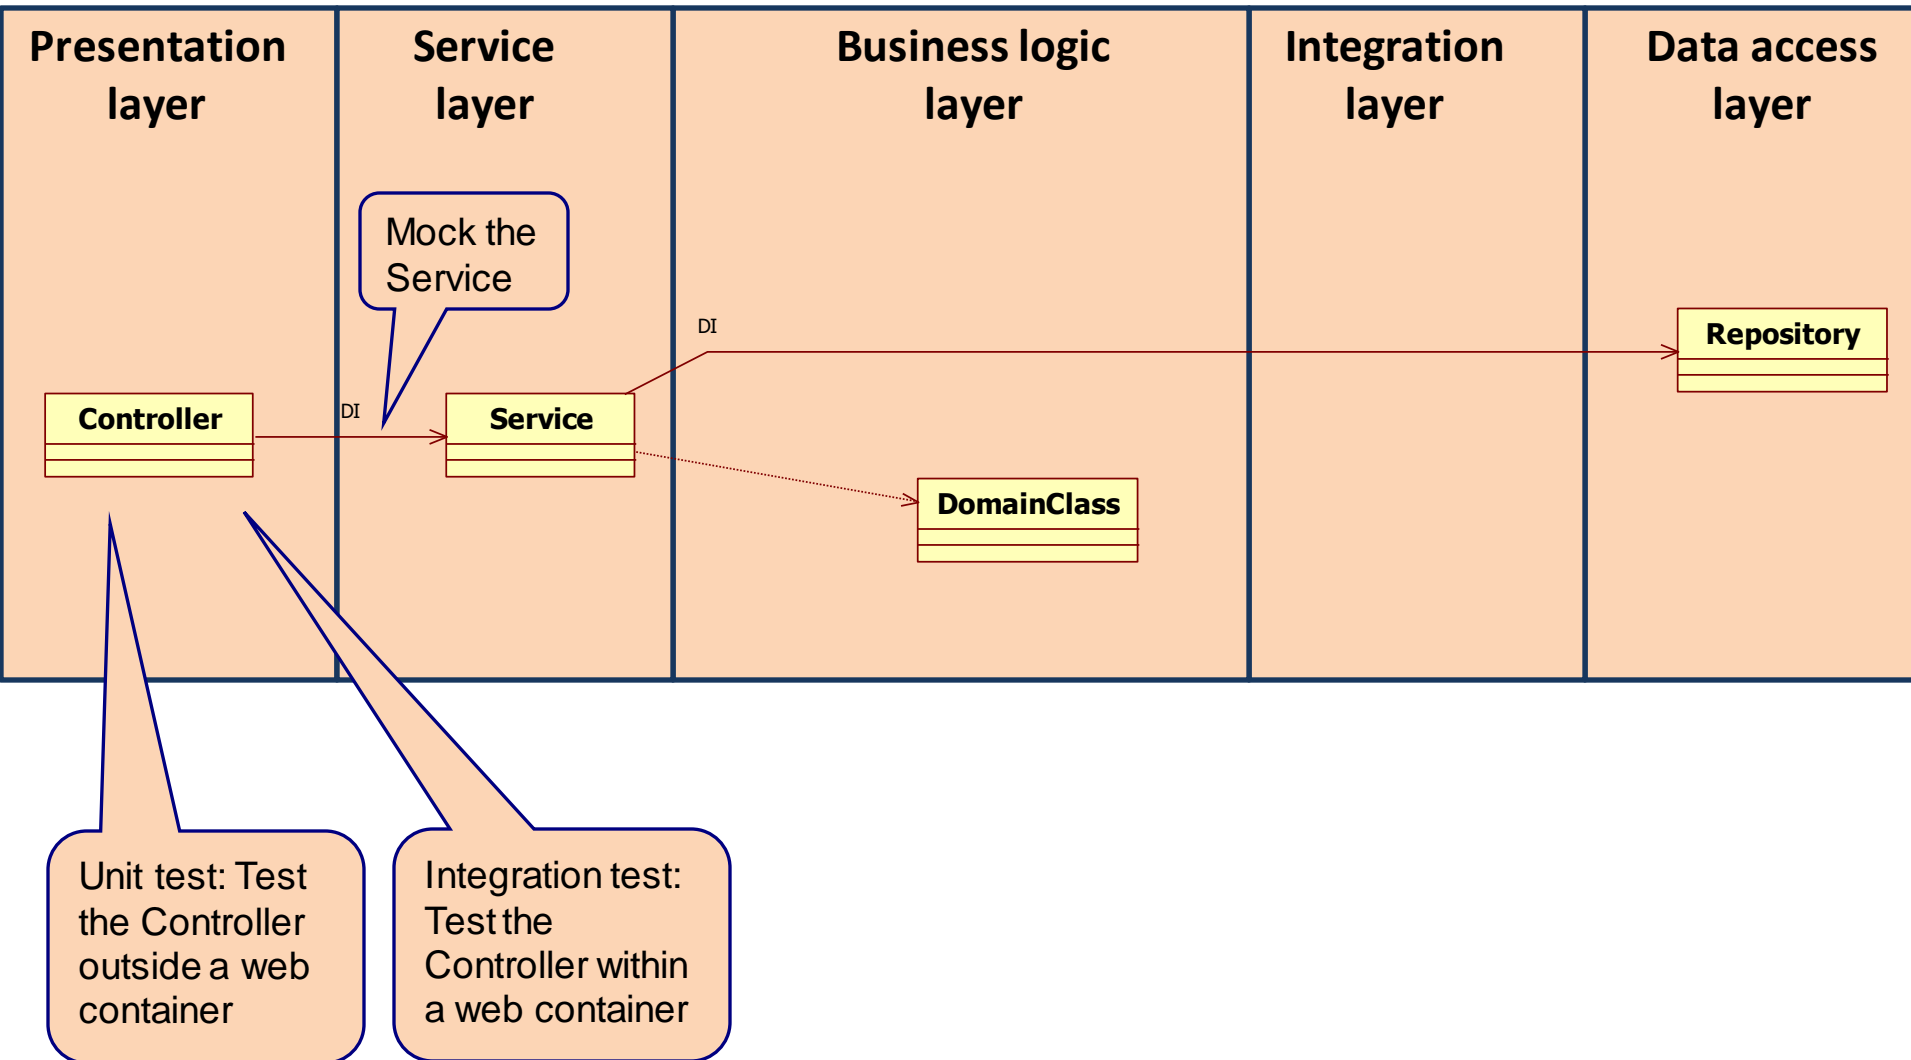 Presentation
layer
Service
layer
Business logic
layer
Integration
layer
Data access
layer
Mock the
Service
DI
Repository
Controller
DI
Service
DomainClass
Unit test: Test
the Controller
outside a web
container
Integration test:
Test the
Controller within
a web container